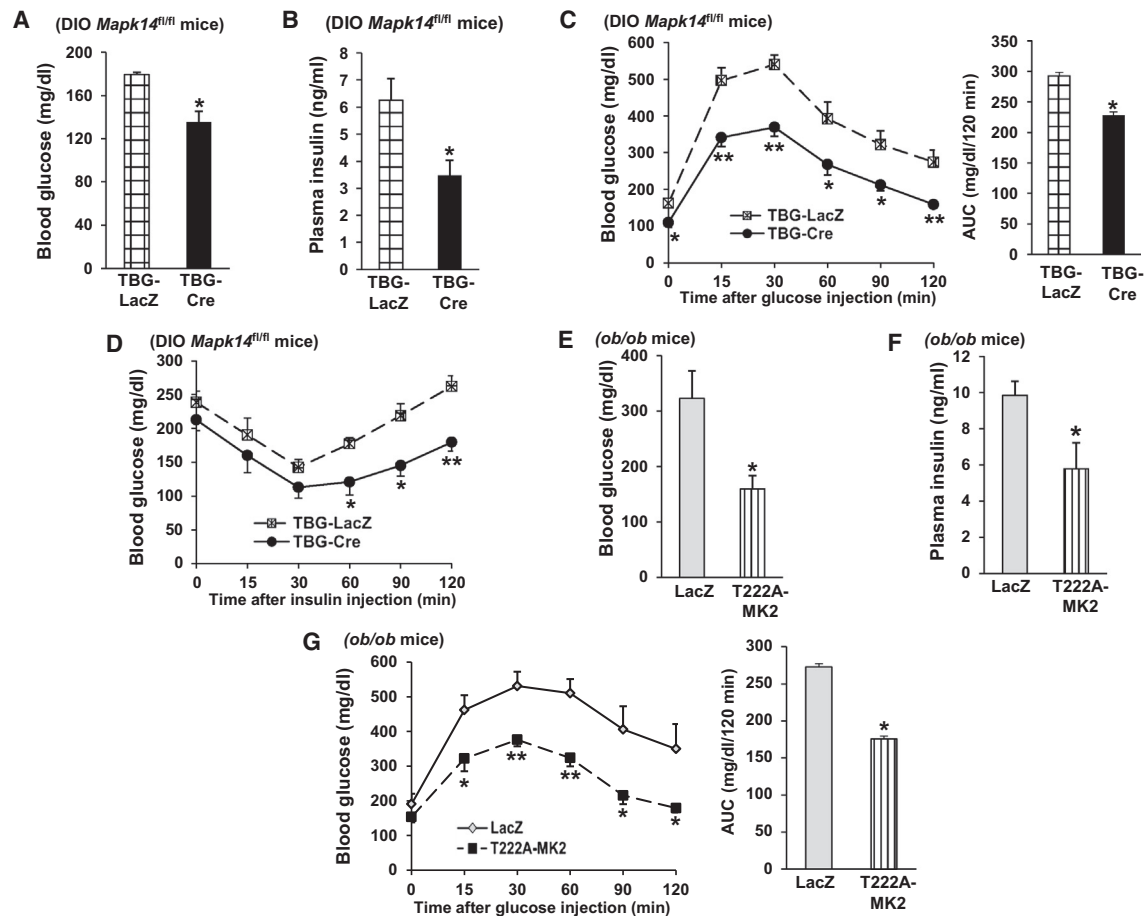 A
(DIO Mapk14fl/fl mice)
Blood glucose (mg/dl)
180
140
100
60
20
0
*
TBG-LacZ
TBG-Cre
B
(DIO Mapk14fl/fl mice)
Plasma insulin (ng/ml)
8
7
6
5
4
3
2
1
0
*
TBG-LacZ
TBG-Cre
C
(DIO Mapk14fl/fl mice)
Blood glucose (mg/dl)
600
500
400
300
200
100
0
*
**
**
*
*
**
TBG-LacZ
TBG-Cre
0 15 30 60 90 120
Time after glucose injection (min)
AUC (mg/dl/120 min)
350
300
250
200
150
100
50
0
*
TBG-LacZ
TBG-Cre
D
(DIO Mapk14fl/fl mice)
Blood glucose (mg/dl)
300
250
200
150
100
50
0
*
*
**
TBG-LacZ
TBG-Cre
0 15 30 60 90 120
Time after insulin injection (min)
E
(ob/ob mice)
Blood glucose (mg/dl)
400
300
200
100
0
*
LacZ
T222A-MK2
F
(ob/ob mice)
Plasma insulin (ng/ml)
12
10
8
6
4
2
0
*
LacZ
T222A-MK2
G
(ob/ob mice)
Blood glucose (mg/dl)
600
500
400
300
200
100
0
*
**
**
*
*
LacZ
T222A-MK2
0 15 30 60 90 120
Time after glucose injection (min)
AUC (mg/dl/120 min)
300
250
200
150
100
50
0
*
LacZ
T222A-MK2